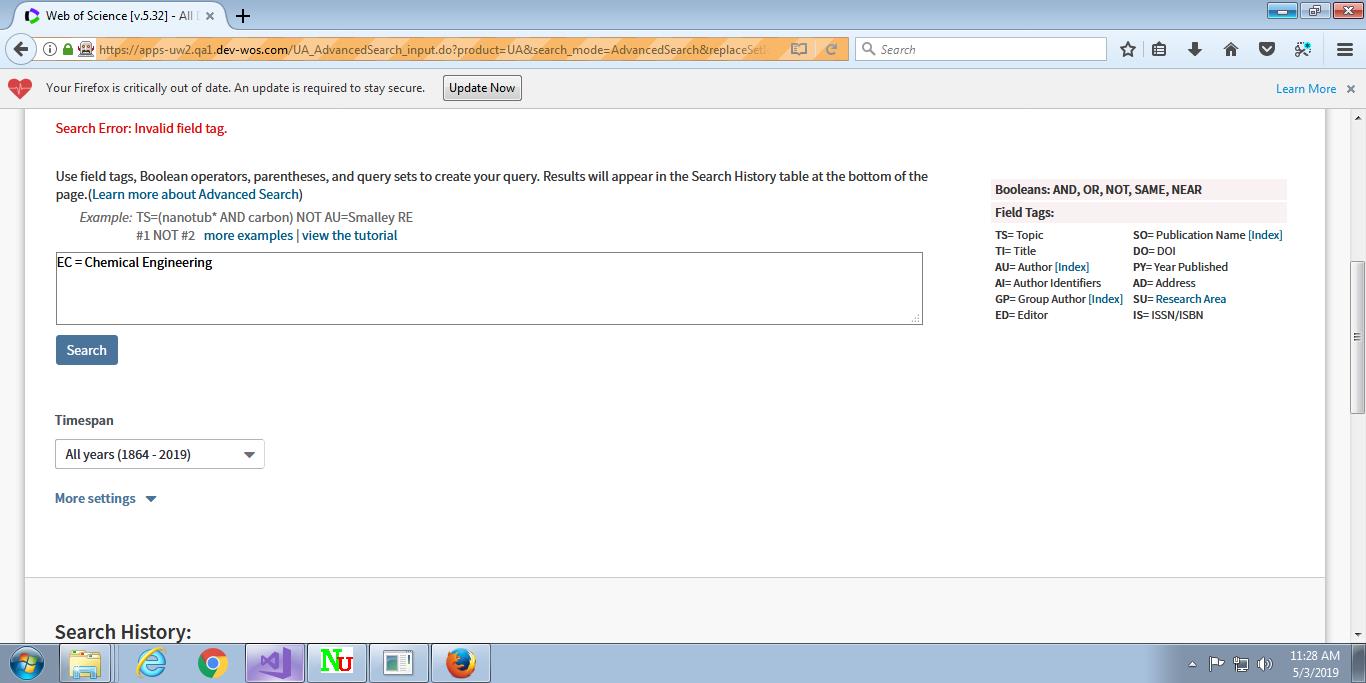 Web of Science [v.5.32] - All
https://apps-uw2.qa1.dev-wos.com/UA_AdvancedSearch_input.do?product=UA&search_mode=AdvancedSearch&replaceSet
Search
Your Firefox is critically out of date. An update is required to stay secure.
Update Now
Learn More
Search Error: Invalid field tag.
Use field tags, Boolean operators, parentheses, and query sets to create your query. Results will appear in the Search History table at the bottom of the
page.(Learn more about Advanced Search)
Example: TS=(nanotub* AND carbon) NOT AU=Smalley RE
#1 NOT #2 more examples | view the tutorial
EC = Chemical Engineering
Search
Timespan
All years (1864 - 2019)
More settings
Booleans: AND, OR, NOT, SAME, NEAR
Field Tags:
TS= Topic
TI= Title
AU= Author [Index]
AI= Author Identifiers
GP= Group Author [Index]
ED= Editor
SO= Publication Name [Index]
DO= DOI
PY= Year Published
AD= Address
SU= Research Area
IS= ISSN/ISBN
Search History:
Nu
11:28 AM
5/3/2019